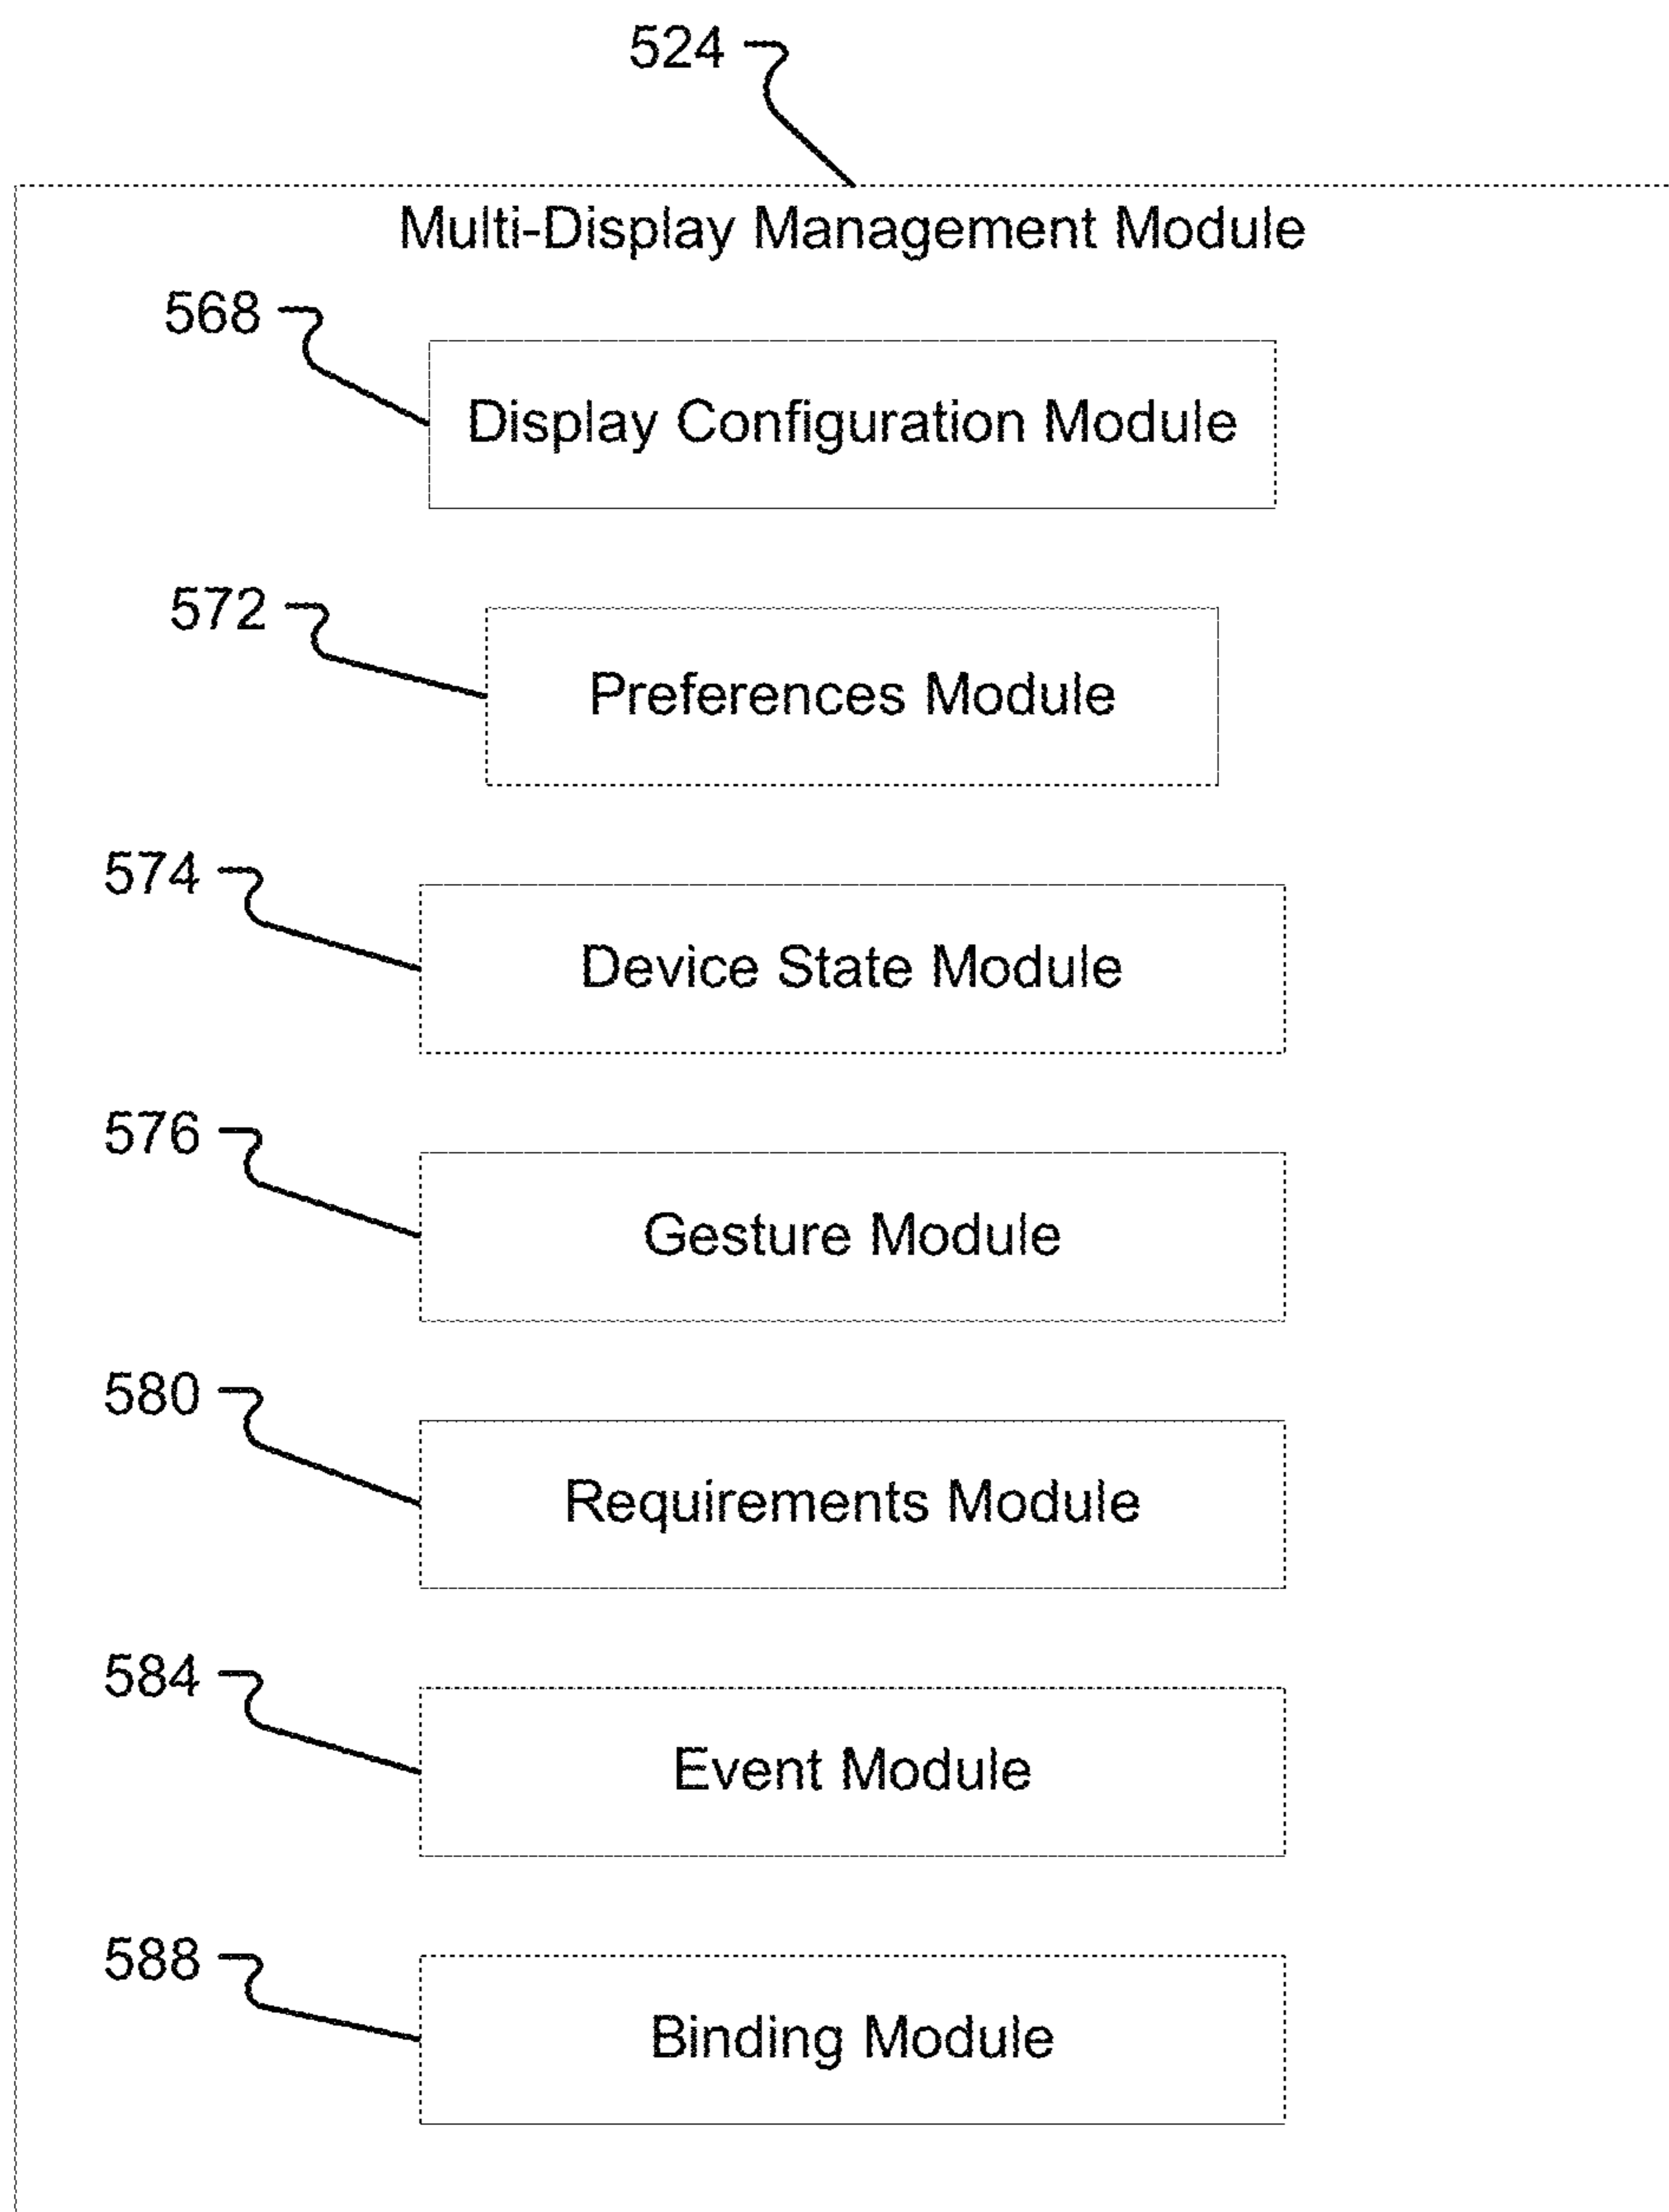 524
Multi-Display Management Module
568
Display Configuration Module
572
Preferences Module
574
Device State Module
576
Gesture Module
580
Requirements Module
584
Event Module
588
Binding Module